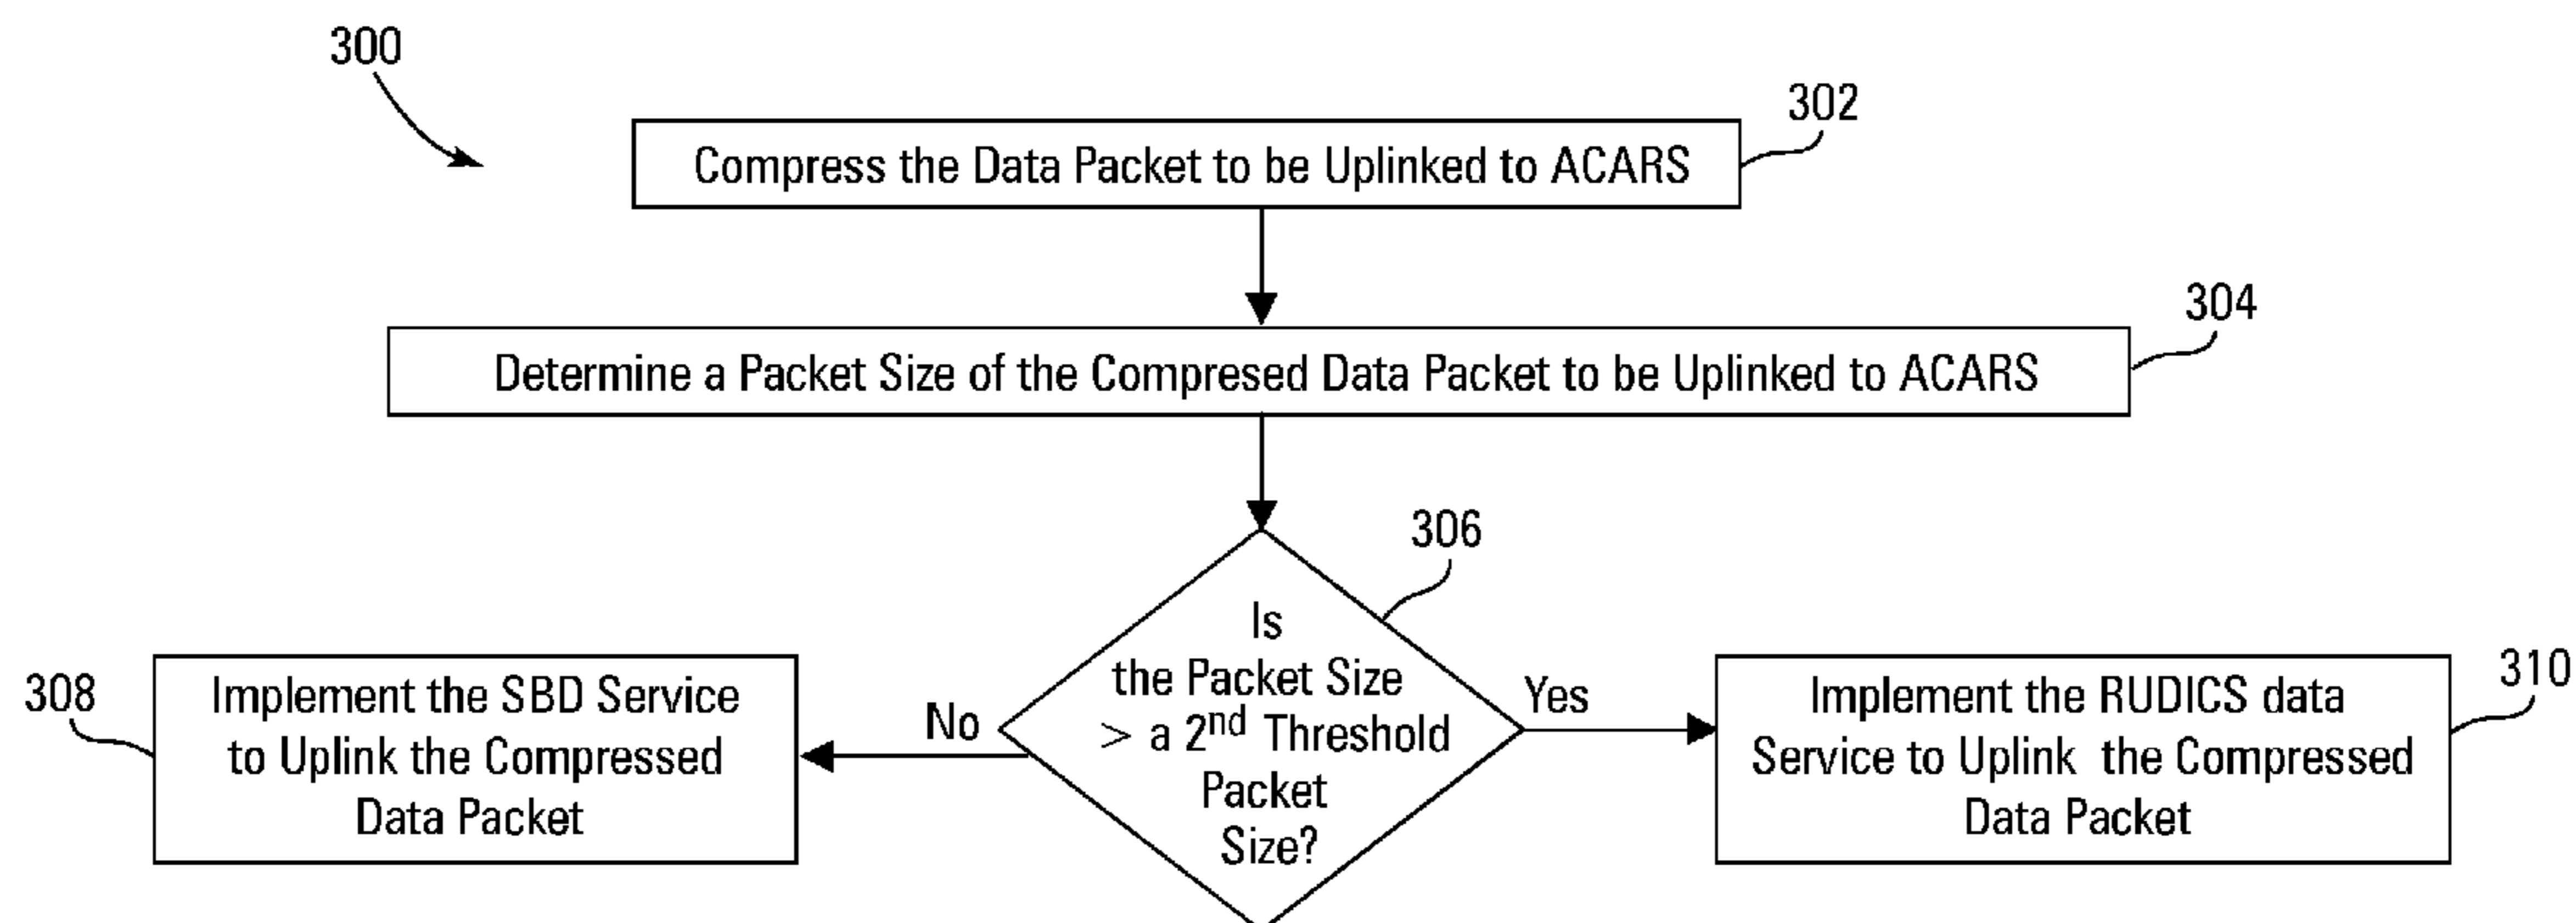 300
302
Compress the Data Packet to be Uplinked to ACARS
304
Determine a Packet Size of the Compresed Data Packet to be Uplinked to ACARS
306
Is
the Packet Size
> a 2nd Threshold
Packet
Size?
No
Yes
308
Implement the SBD Service
to Uplink the Compressed
Data Packet
310
Implement the RUDICS data
Service to Uplink the Compressed
Data Packet